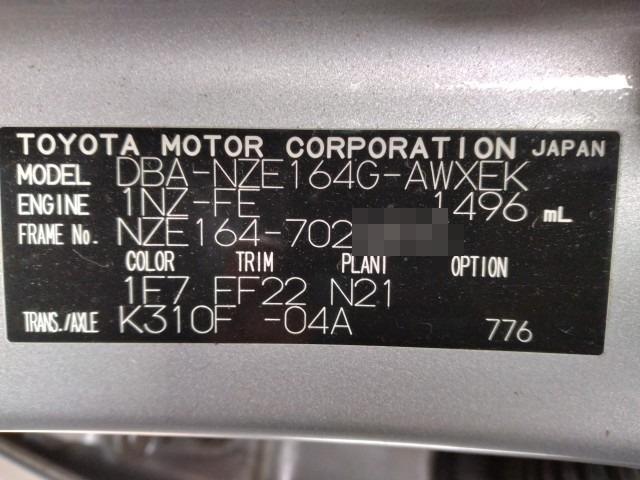 TOYOTA MOTOR CORPORATION JAPAN
MODEL DBA-NZE164G-AWXEK
ENGINE 1NZ-FE 1496 mL
FRAME No. NZE164-702
COLOR TRIM PLANT OPTION
1F7 FF22 N21
TRANS./AXLE K310F -04A 776